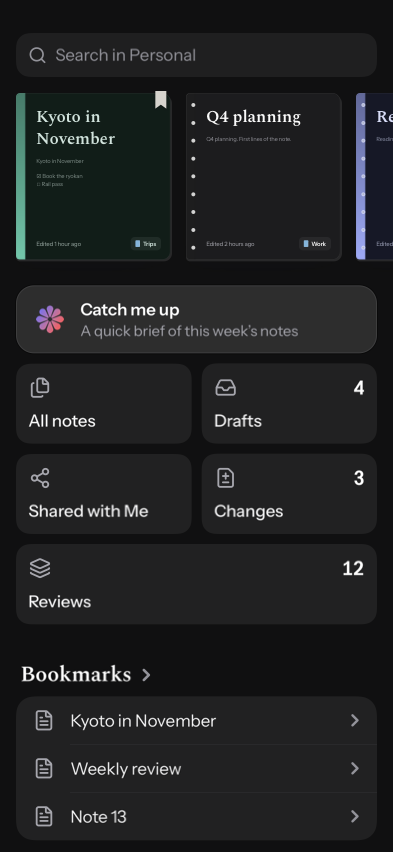 Search in Personal
Kyoto in
November
Kyoto in November
☑ Book the ryokan
□ Rail pass
Edited 1 hour ago
Trips
Q4 planning
Q4 planning. First lines of the note.
Edited 2 hours ago
Work
Re
Readin
Edited
Catch me up
A quick brief of this week's notes
All notes
Drafts
4
Shared with Me
Changes
3
Reviews
12
Bookmarks
Kyoto in November
Weekly review
Note 13